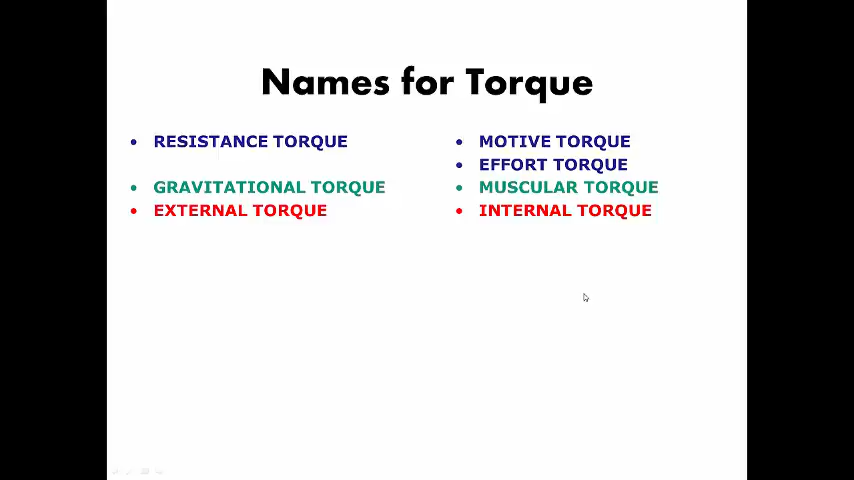 Names for Torque
• RESISTANCE TORQUE
• GRAVITATIONAL TORQUE
• EXTERNAL TORQUE
• MOTIVE TORQUE
• EFFORT TORQUE
• MUSCULAR TORQUE
• INTERNAL TORQUE